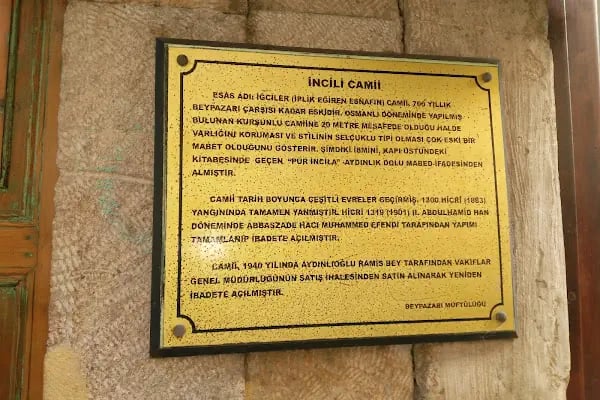 İNCİLİ CAMİİ
ESAS ADI: İĞCİLER (İPLİK EĞİREN ESNAFIN) CAMİİ, 700 YILLIK
BEYPAZARI ÇARŞISI KADAR ESKİDİR. OSMANLI DÖNEMİNDE YAPILMIŞ
BULUNAN KURŞUNLU CAMİİNE 20 METRE MESAFEDE OLDUĞU HALDE
VARLIĞINI KORUMASI VE STİLİNİN SELÇUKLU TİPİ OLMASI ÇOK ESKİ BİR
MABET OLDUĞUNU GÖSTERİR. ŞİMDİKİ İSMİNİ, KAPI ÜSTÜNDEKİ
KİTABESİNDE GEÇEN "PÜR İNCİLA" -AYDINLIK DOLU MABED-İFADESİNDEN
ALMIŞTIR.
CAMİİ TARİH BOYUNCA ÇEŞİTLİ EVRELER GEÇİRMİŞ, 1300 HİCRİ (1883)
YANGININDA TAMAMEN YANMIŞTIR. HİCRİ 1319 (1901) II. ABDULHAMİD HAN
DÖNEMİNDE ABBASZADE HACI MUHAMMED EFENDİ TARAFINDAN YAPIMI
TAMAMLANIP İBADETE AÇILMIŞTIR.
CAMİİ, 1940 YILINDA AYDINLIOĞLU RAMİS BEY TARAFINDAN VAKIFLAR
GENEL MÜDÜRLÜĞÜNÜN SATIŞ İHALESİNDEN SATIN ALINARAK YENİDEN
İBADETE AÇILMIŞTIR.
BEYPAZARI MÜFTÜLÜĞÜ